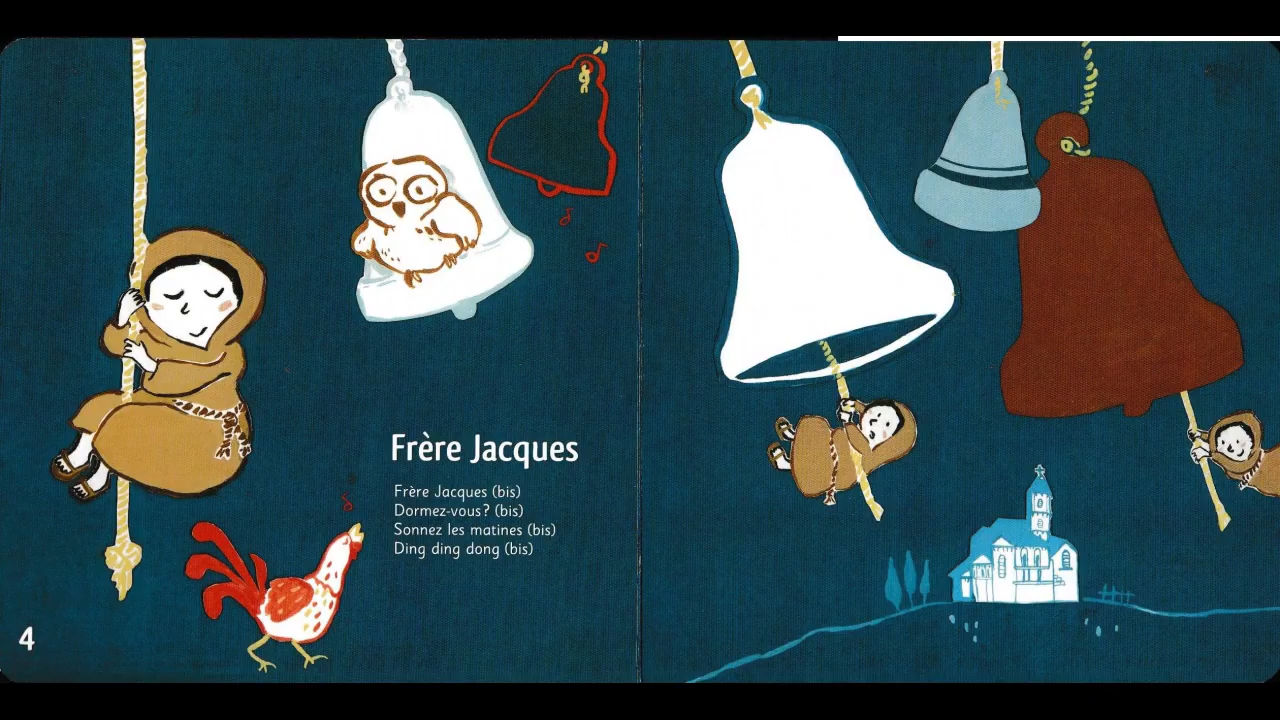 Frère Jacques
Frère Jacques (bis)
Dormez-vous? (bis)
Sonnez les matines (bis)
Ding ding dong (bis)
4